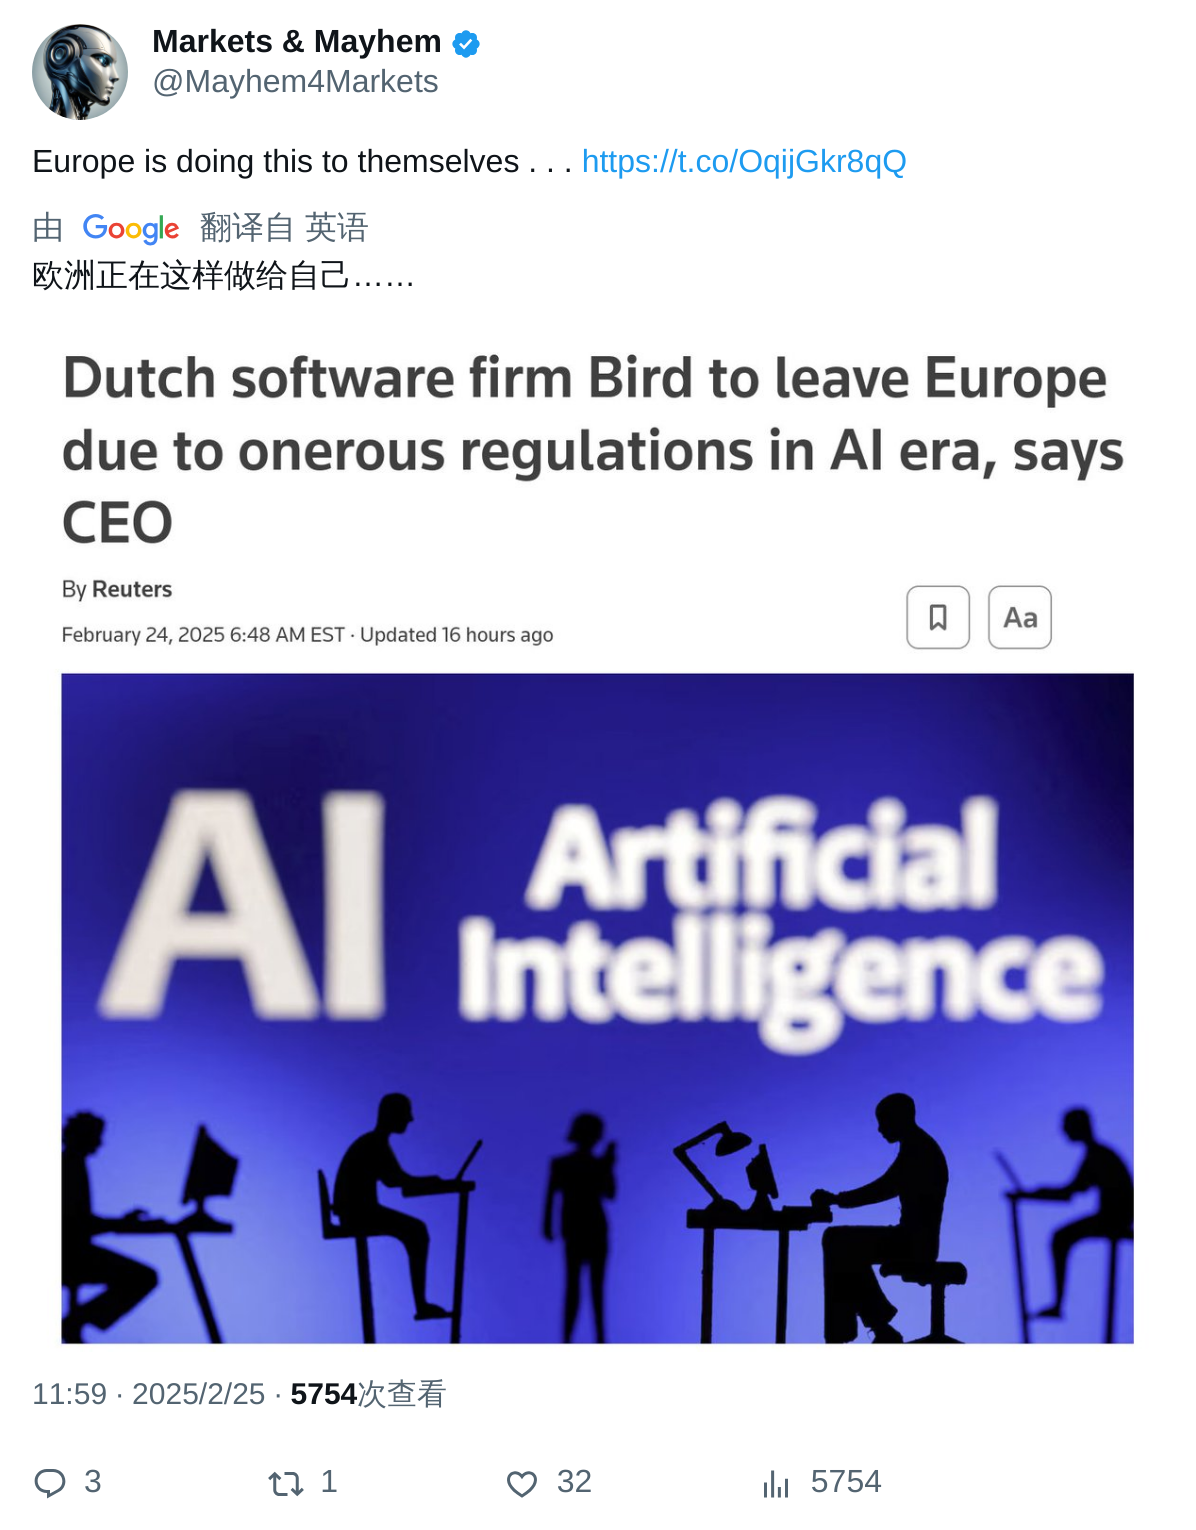 Markets & Mayhem
@Mayhem4Markets
Europe is doing this to themselves . . . https://t.co/OqijGkr8qQ
由 Google 翻译自 英语
欧洲正在这样做给自己……
Dutch software firm Bird to leave Europe
due to onerous regulations in AI era, says
CEO
By Reuters
February 24, 2025 6:48 AM EST · Updated 16 hours ago
Aa
AI Artificial
Intelligence
11:59 · 2025/2/25 · 5754次查看
3 1 32 5754